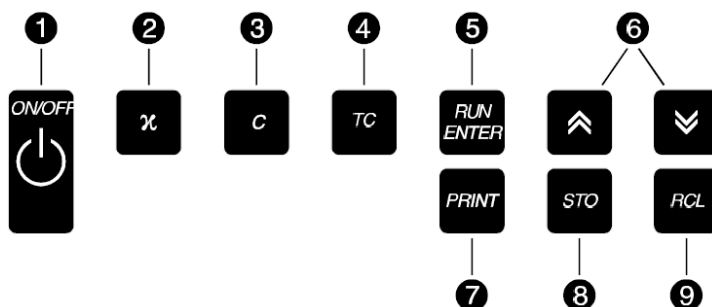 1 2 3 4 5 6
ON/OFF
ϰ C TC RUN
ENTER
PRINT STO RCL
7 8 9